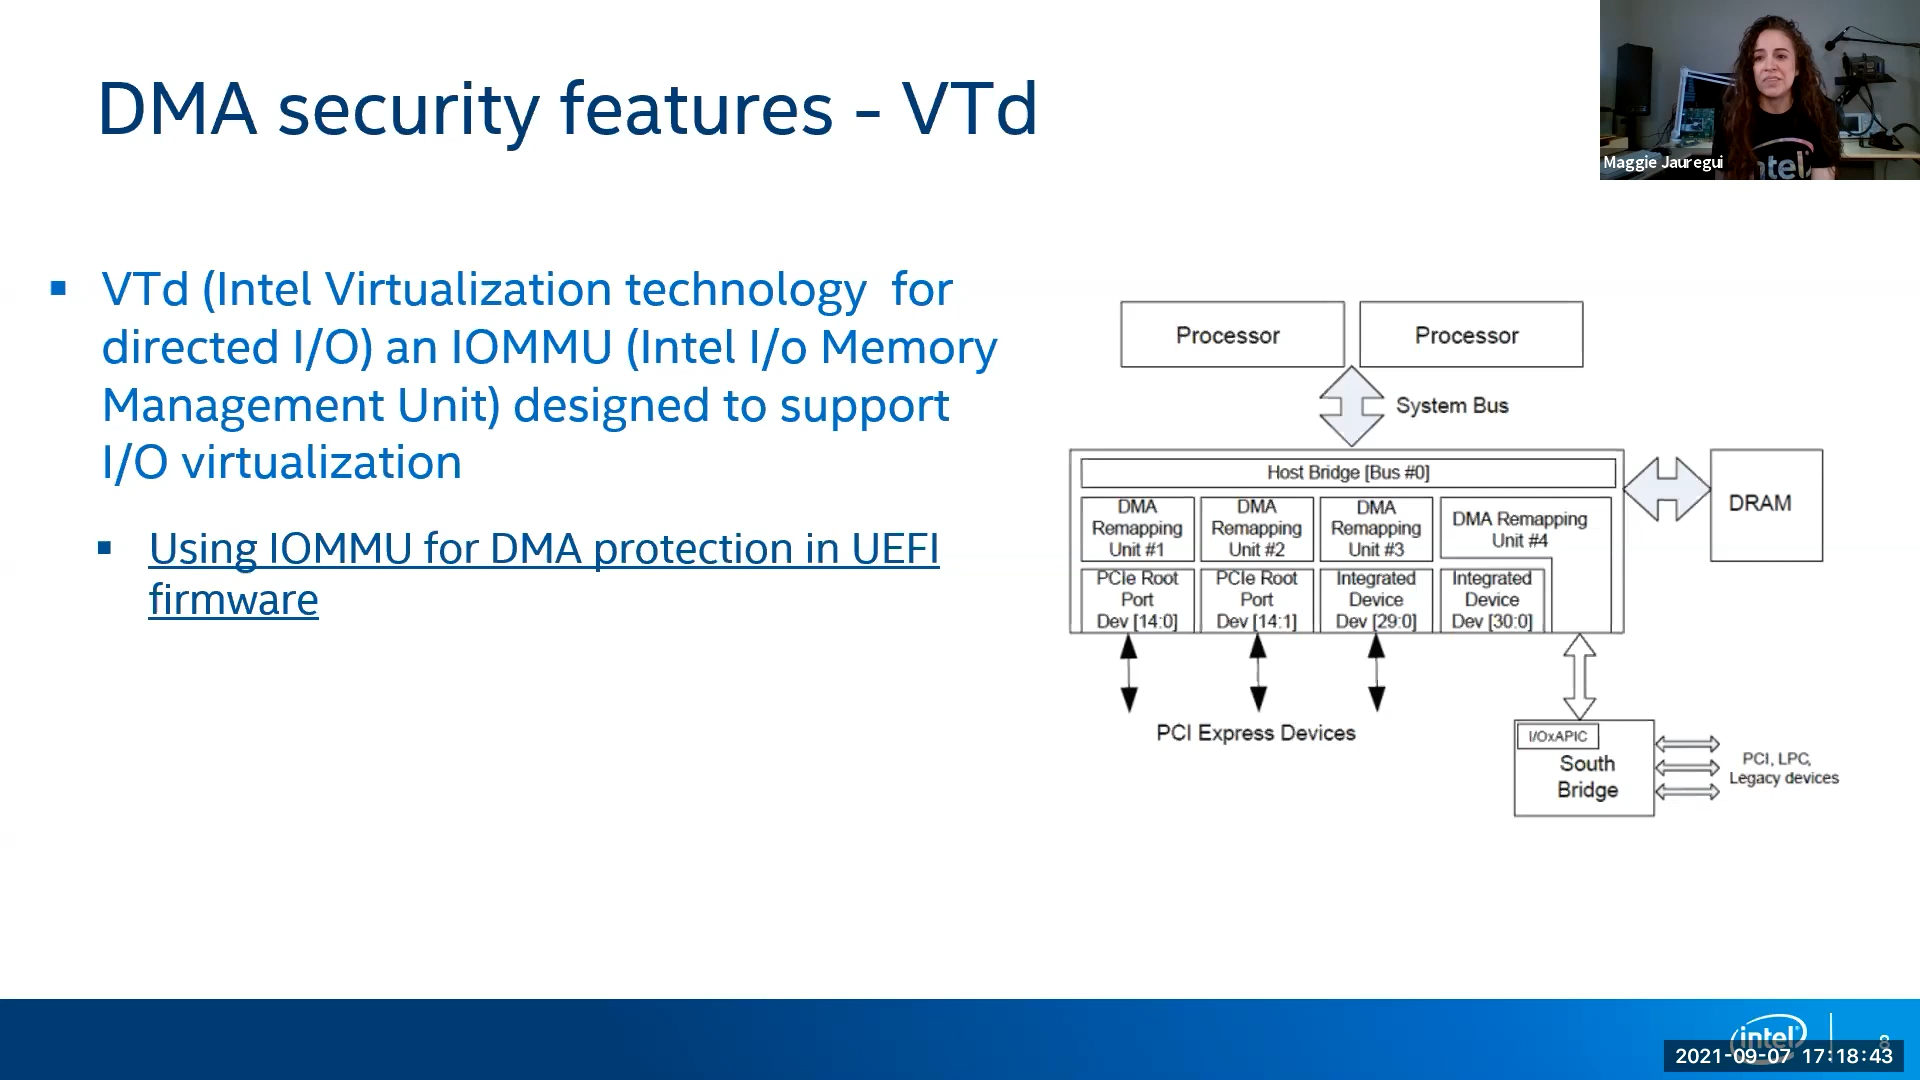 DMA security features - VTd
Maggie Jauregui
intel
▪ VTd (Intel Virtualization technology for
directed I/O) an IOMMU (Intel I/o Memory
Management Unit) designed to support
I/O virtualization
▪ Using IOMMU for DMA protection in UEFI
firmware
Processor
Processor
System Bus
Host Bridge [Bus #0]
DMA
Remapping
Unit #1
DMA
Remapping
Unit #2
DMA
Remapping
Unit #3
DMA Remapping
Unit #4
DRAM
PCIe Root
Port
Dev [14:0]
PCIe Root
Port
Dev [14:1]
Integrated
Device
Dev [29:0]
Integrated
Device
Dev [30:0]
PCI Express Devices
I/OxAPIC
South
Bridge
PCI, LPC,
Legacy devices
intel
8
2021-09-07 17:18:43